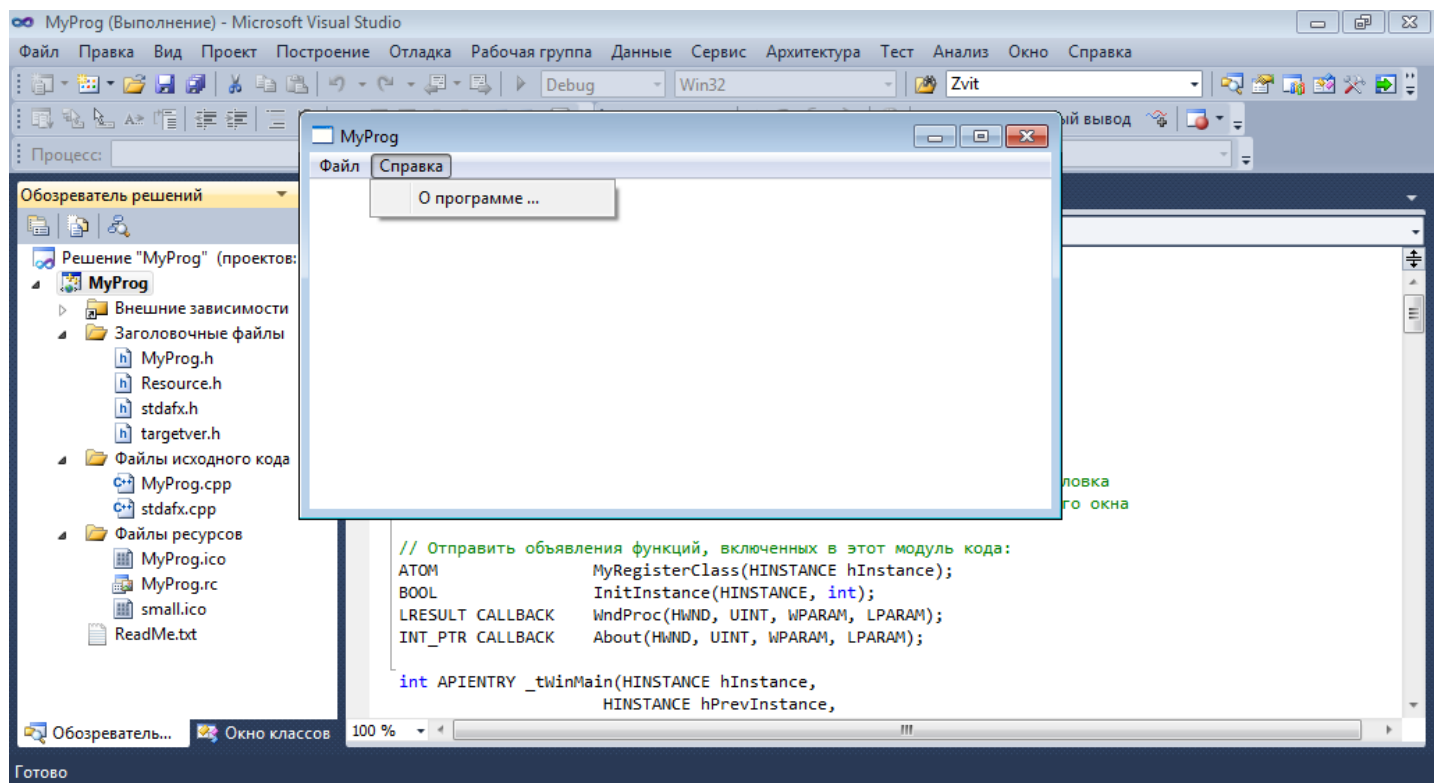 MyProg (Выполнение) - Microsoft Visual Studio
Файл Правка Вид Проект Построение Отладка Рабочая группа Данные Сервис Архитектура Тест Анализ Окно Справка
Debug Win32 Zvit
ый вывод
Процесс:
MyProg
Файл Справка
О программе ...
Обозреватель решений
Решение "MyProg" (проектов:
MyProg
Внешние зависимости
Заголовочные файлы
MyProg.h
Resource.h
stdafx.h
targetver.h
Файлы исходного кода
MyProg.cpp
stdafx.cpp
Файлы ресурсов
MyProg.ico
MyProg.rc
small.ico
ReadMe.txt
Обозреватель... Окно классов
ловка
го окна
// Отправить объявления функций, включенных в этот модуль кода:
ATOM MyRegisterClass(HINSTANCE hInstance);
BOOL InitInstance(HINSTANCE, int);
LRESULT CALLBACK WndProc(HWND, UINT, WPARAM, LPARAM);
INT_PTR CALLBACK About(HWND, UINT, WPARAM, LPARAM);
int APIENTRY _tWinMain(HINSTANCE hInstance,
HINSTANCE hPrevInstance,
100 %
Готово